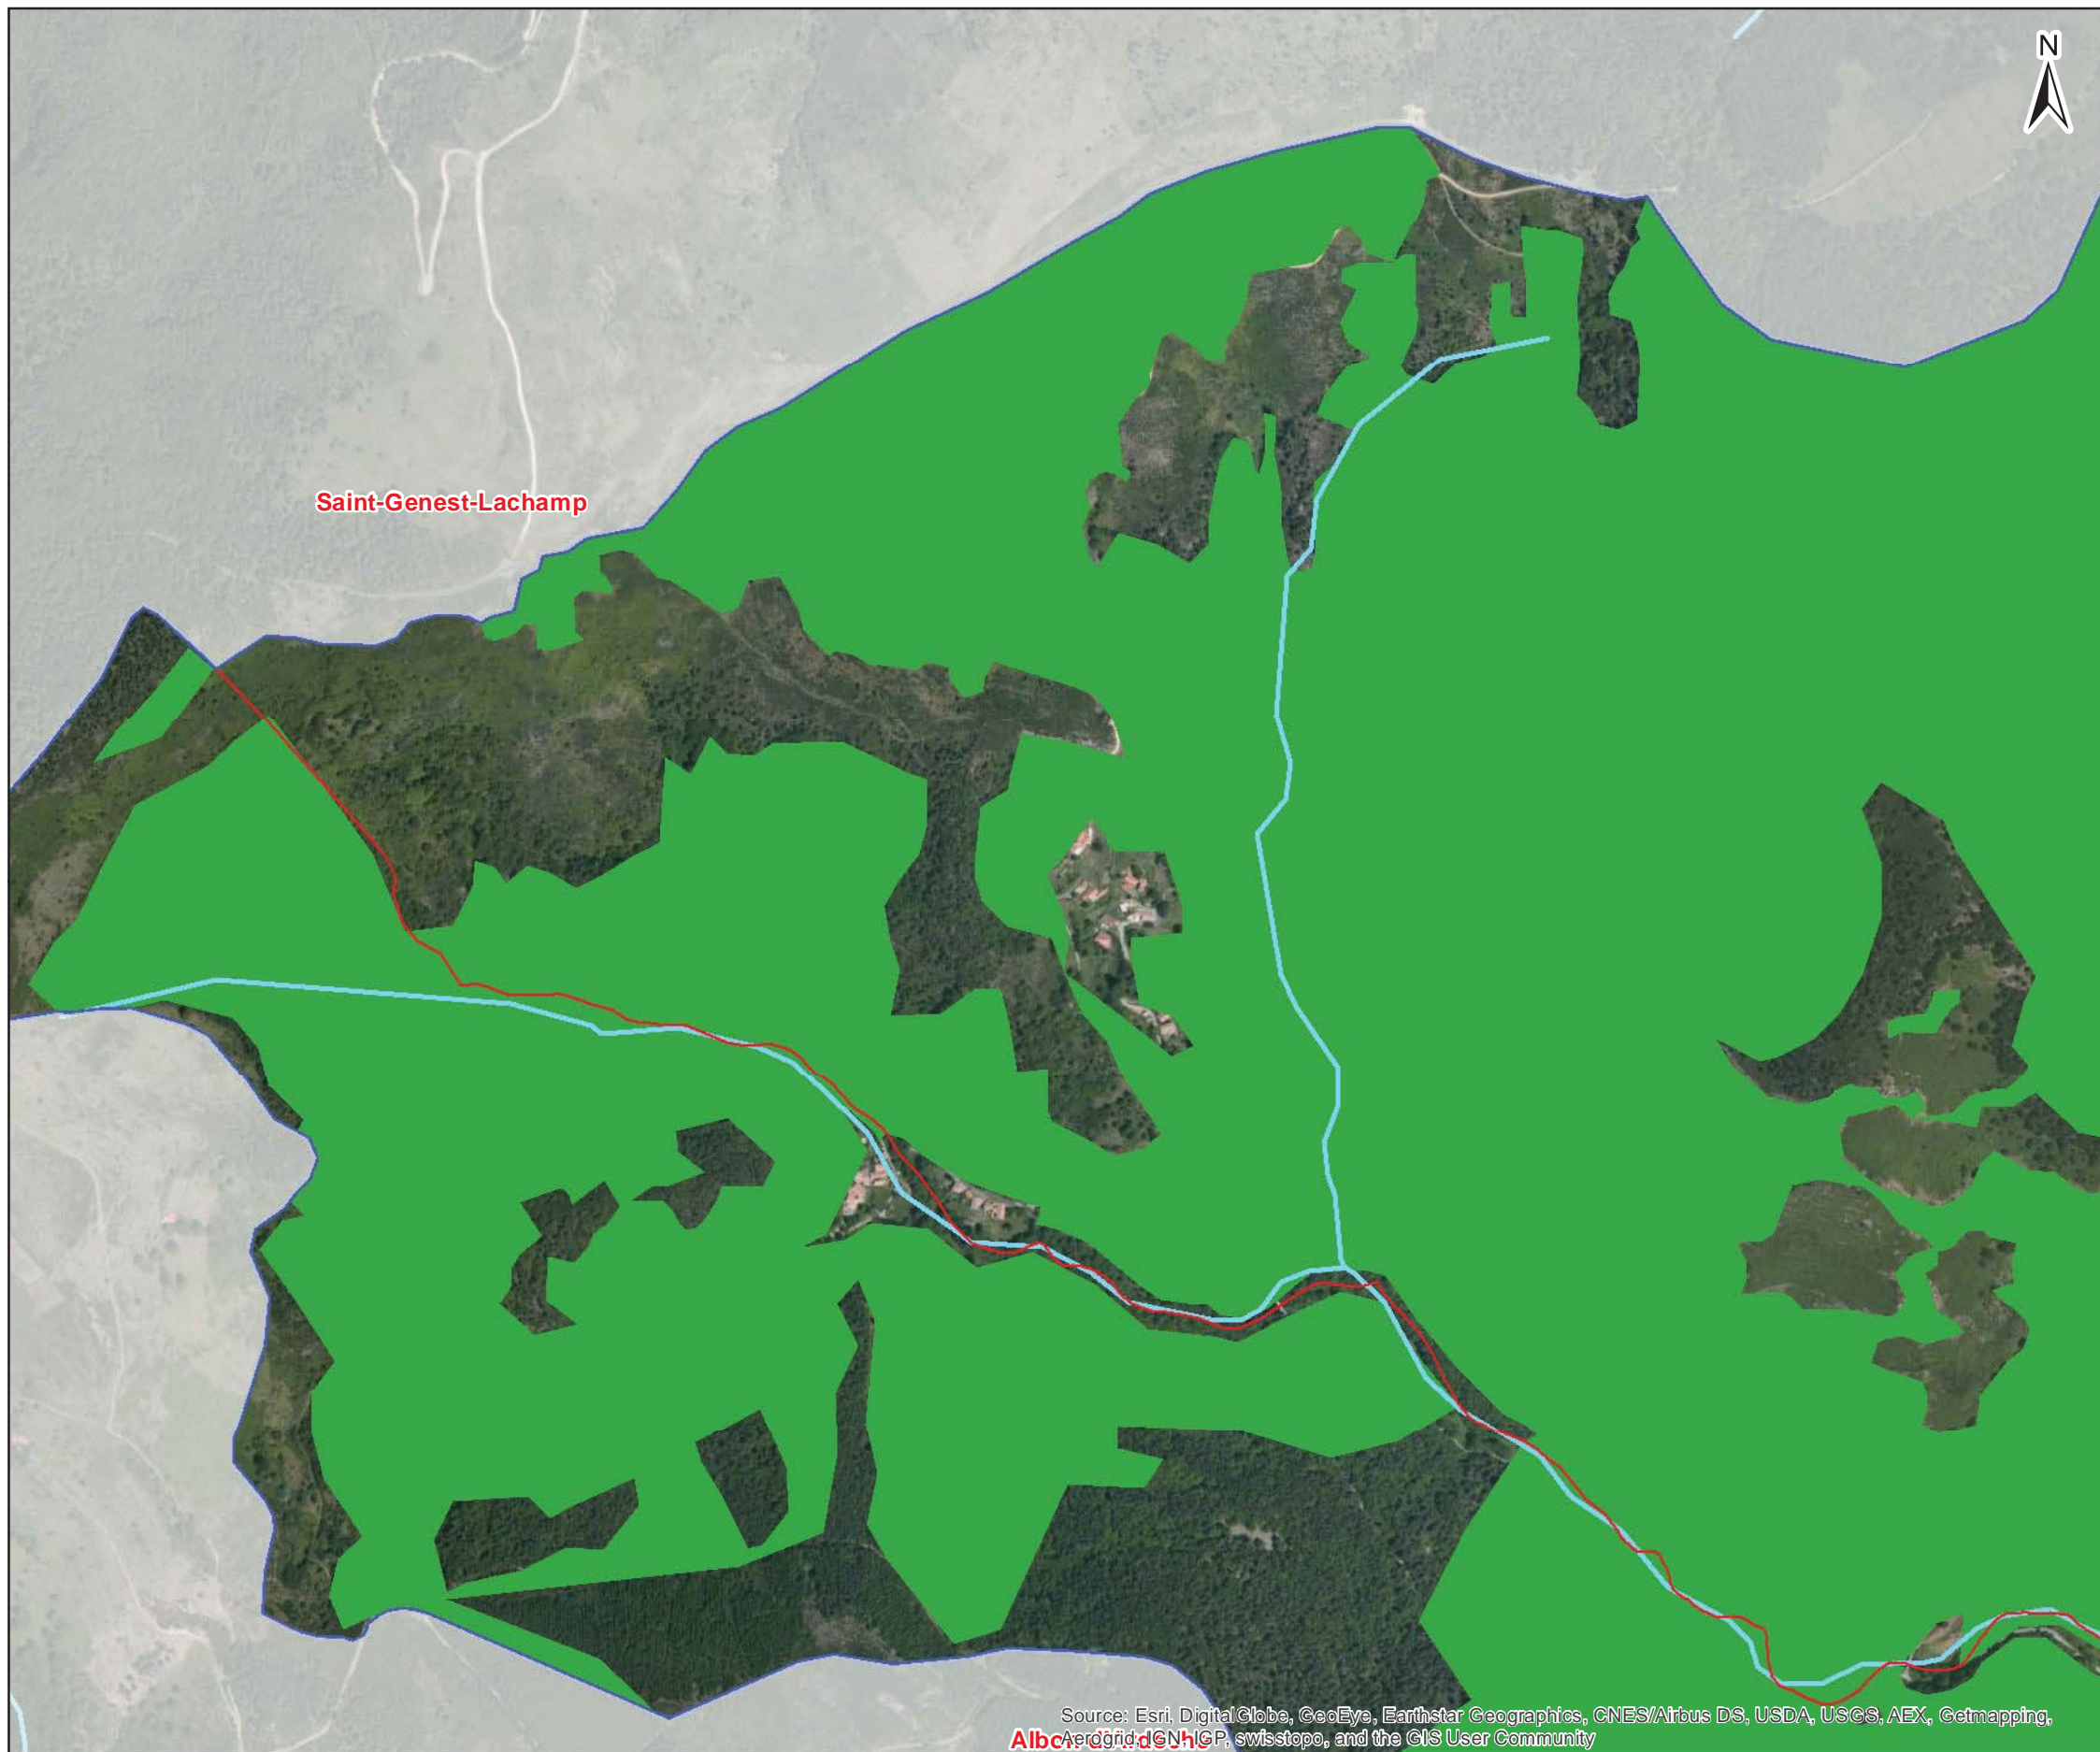 N
Saint-Genest-Lachamp
Source: Esri, DigitalGlobe, GeoEye, Earthstar Geographics, CNES/Airbus DS, USDA, USGS, AEX, Getmapping,
Aerogrid, IGN, IGP, swisstopo, and the GIS User Community